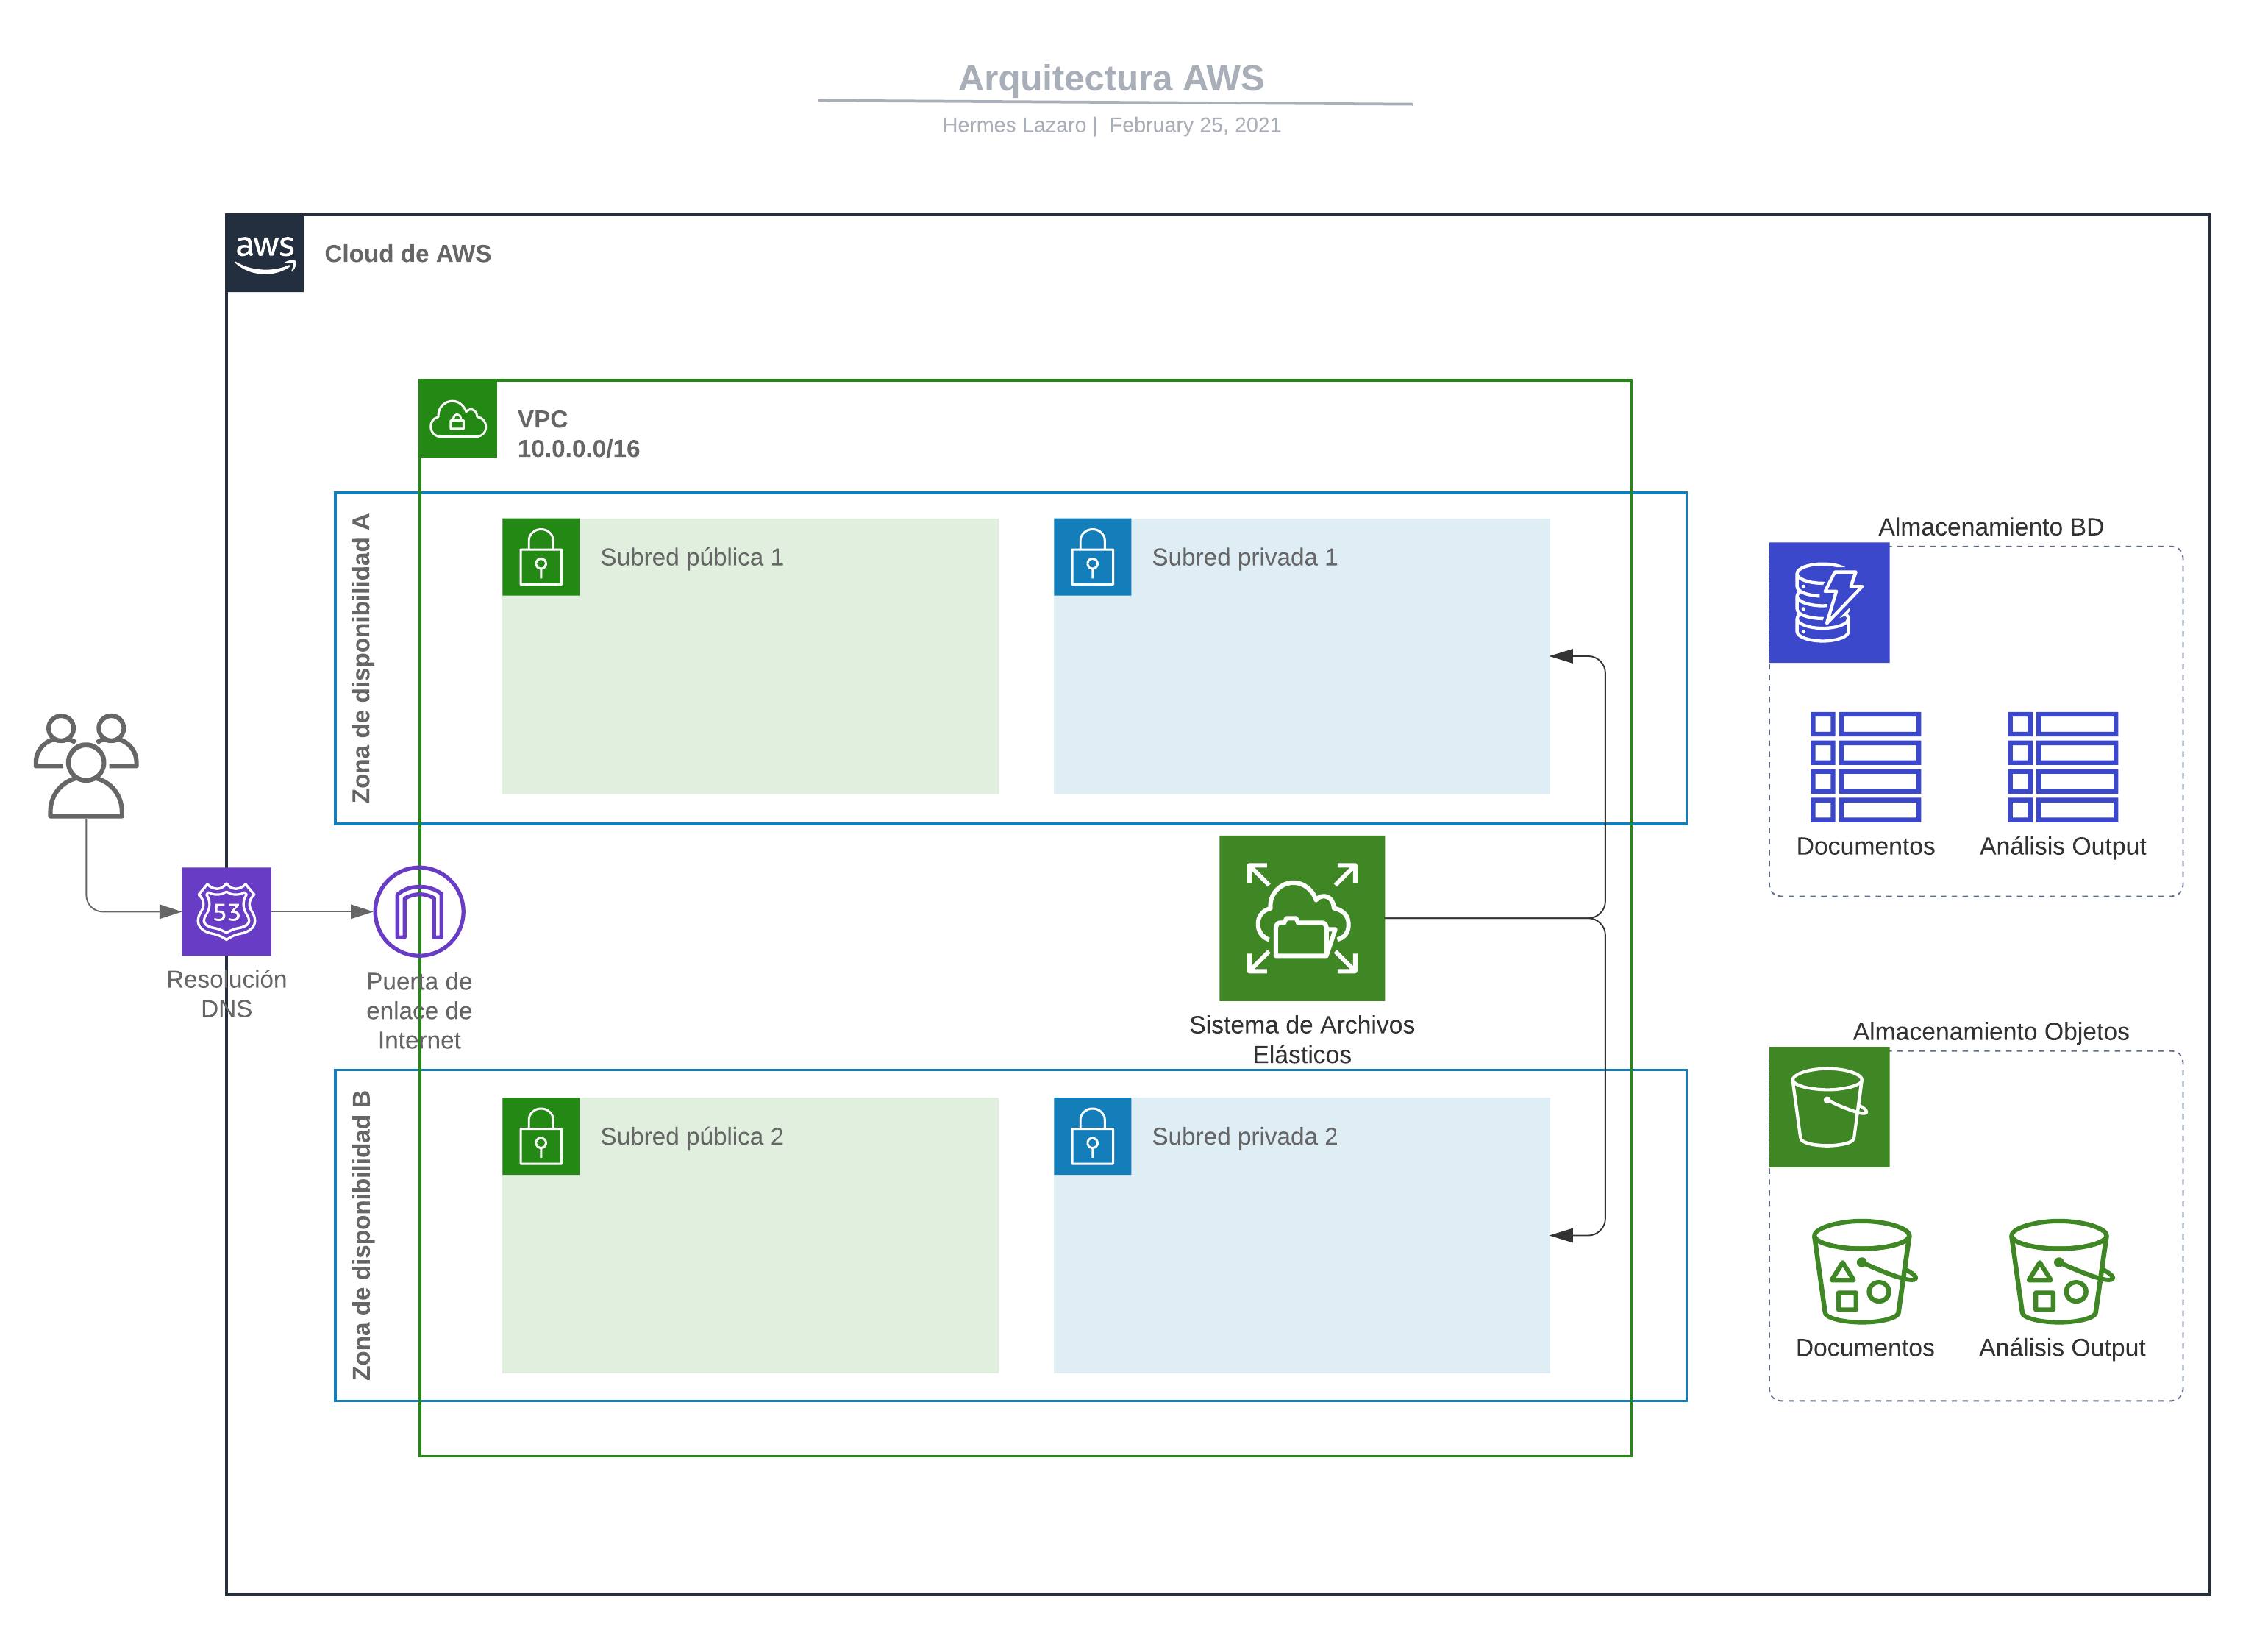 Arquitectura AWS
Hermes Lazaro | February 25, 2021
aws
Cloud de AWS
VPC
10.0.0.0/16
Zona de disponibilidad A
Subred pública 1
Subred privada 1
Almacenamiento BD
Documentos
Análisis Output
53
Resolución
DNS
Puerta de
enlace de
Internet
Sistema de Archivos
Elásticos
Almacenamiento Objetos
Zona de disponibilidad B
Subred pública 2
Subred privada 2
Documentos
Análisis Output